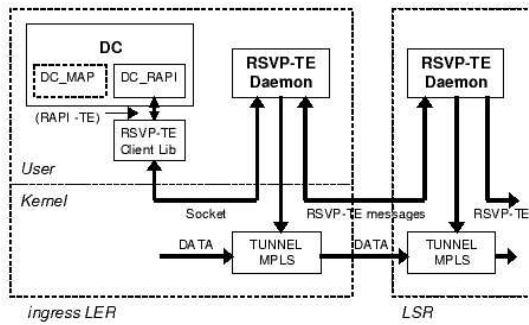 DC
DC_MAP
DC_RAPI
(RAPI -TE)
RSVP-TE
Client Lib
RSVP-TE
Daemon
RSVP-TE
Daemon
User
Kernel
Socket
RSVP-TE messages
RSVP-TE
DATA
TUNNEL
MPLS
DATA
TUNNEL
MPLS
ingress LER
LSR